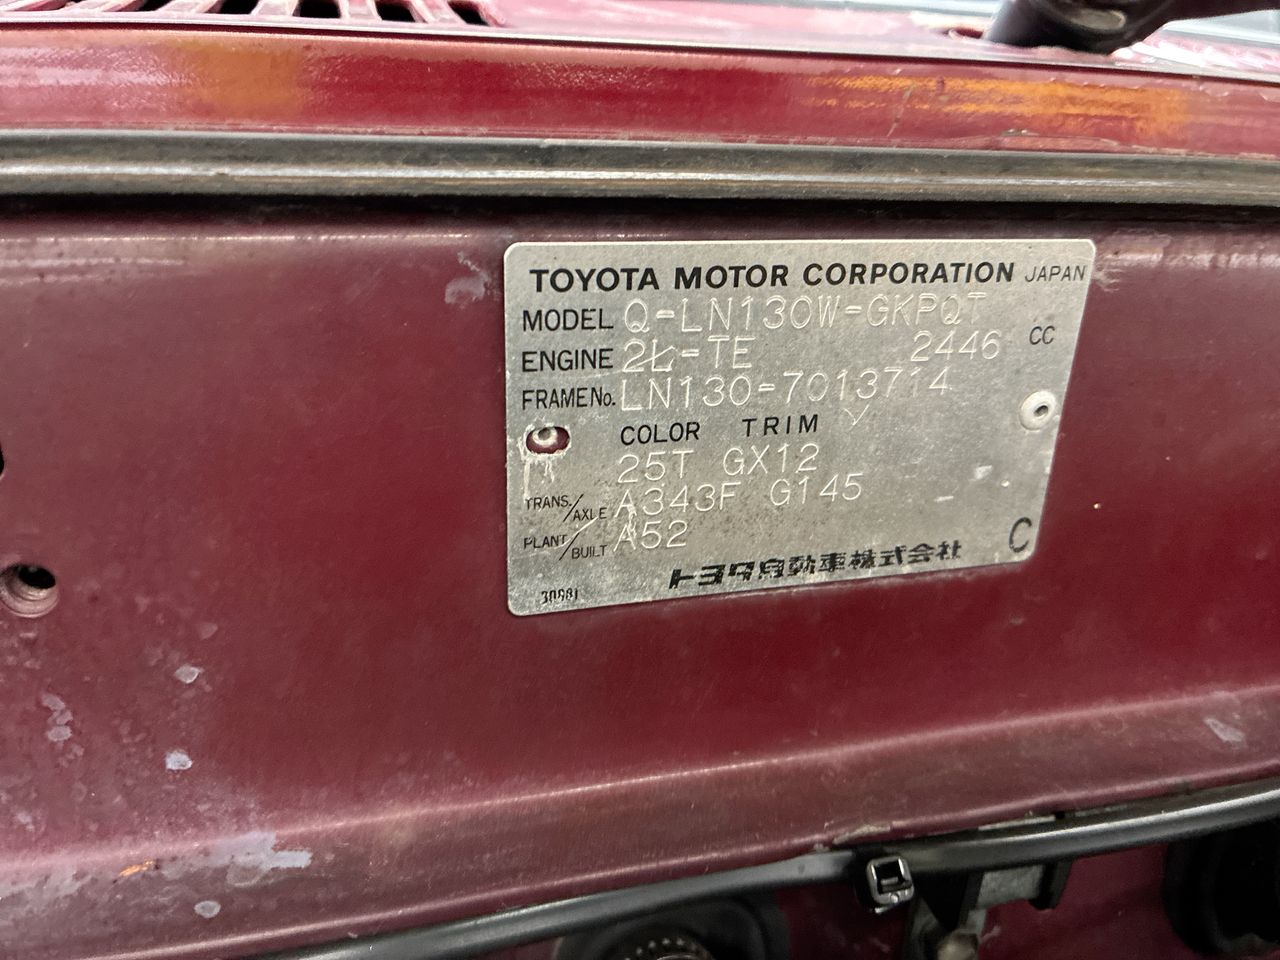 TOYOTA MOTOR CORPORATION JAPAN
MODEL Q-LN130W-GKPQT
ENGINE 2L-TE 2446 CC
FRAME No. LN130-7013714
COLOR TRIM Y
25T GX12
TRANS./AXLE A343F G145
PLANT/BUILT A52
C
トヨタ自動車株式会社